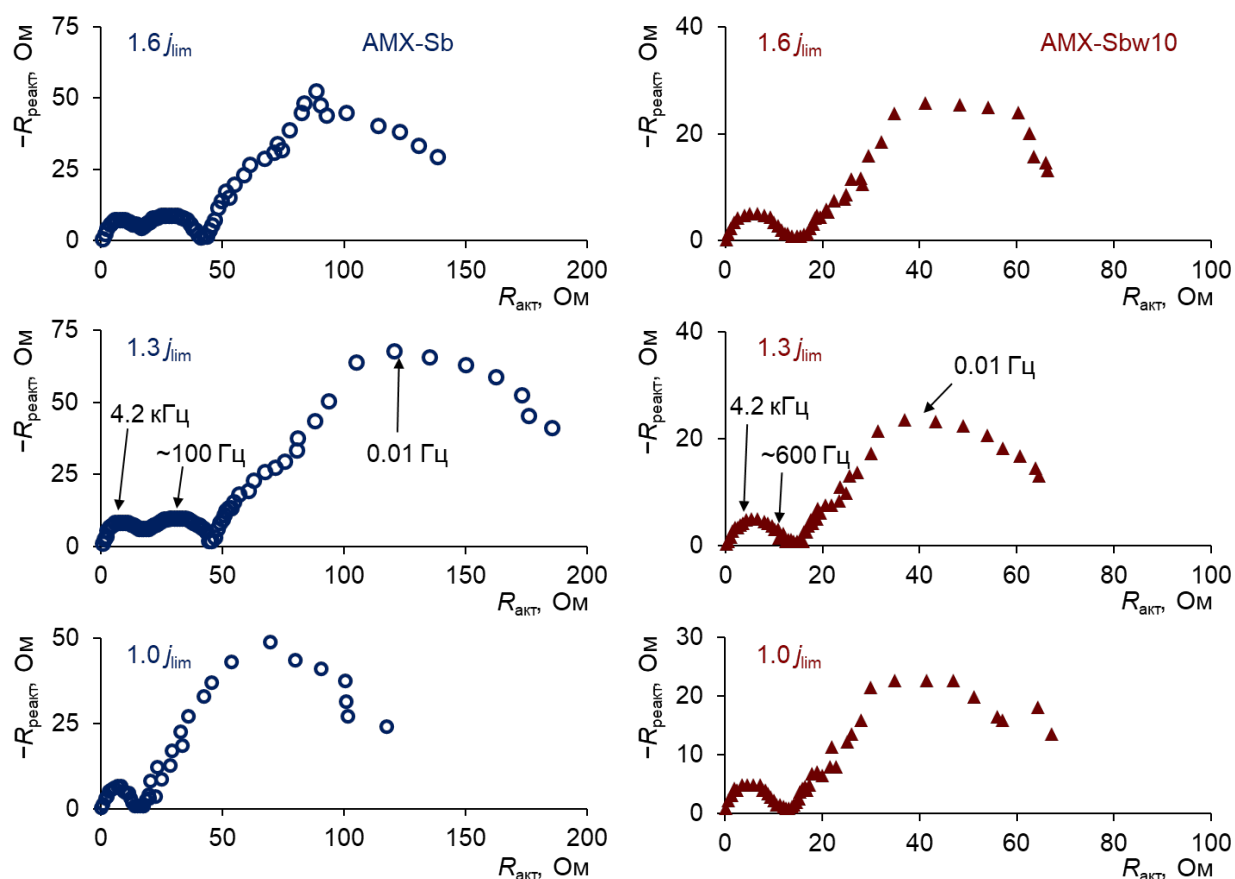 1.6 jlim AMX-Sb
−Rреакт, Ом
75
50
25
0
0 50 100 150 200
Rакт, Ом
1.6 jlim AMX-Sbw10
−Rреакт, Ом
40
20
0
0 20 40 60 80 100
Rакт, Ом
1.3 jlim
−Rреакт, Ом
75
50
25
0
4.2 кГц
~100 Гц
0.01 Гц
0 50 100 150 200
Rакт, Ом
1.3 jlim
−Rреакт, Ом
40
20
0
0.01 Гц
4.2 кГц
~600 Гц
0 20 40 60 80 100
Rакт, Ом
1.0 jlim
−Rреакт, Ом
50
25
0
0 50 100 150 200
Rакт, Ом
1.0 jlim
−Rреакт, Ом
30
20
10
0
0 20 40 60 80 100
Rакт, Ом